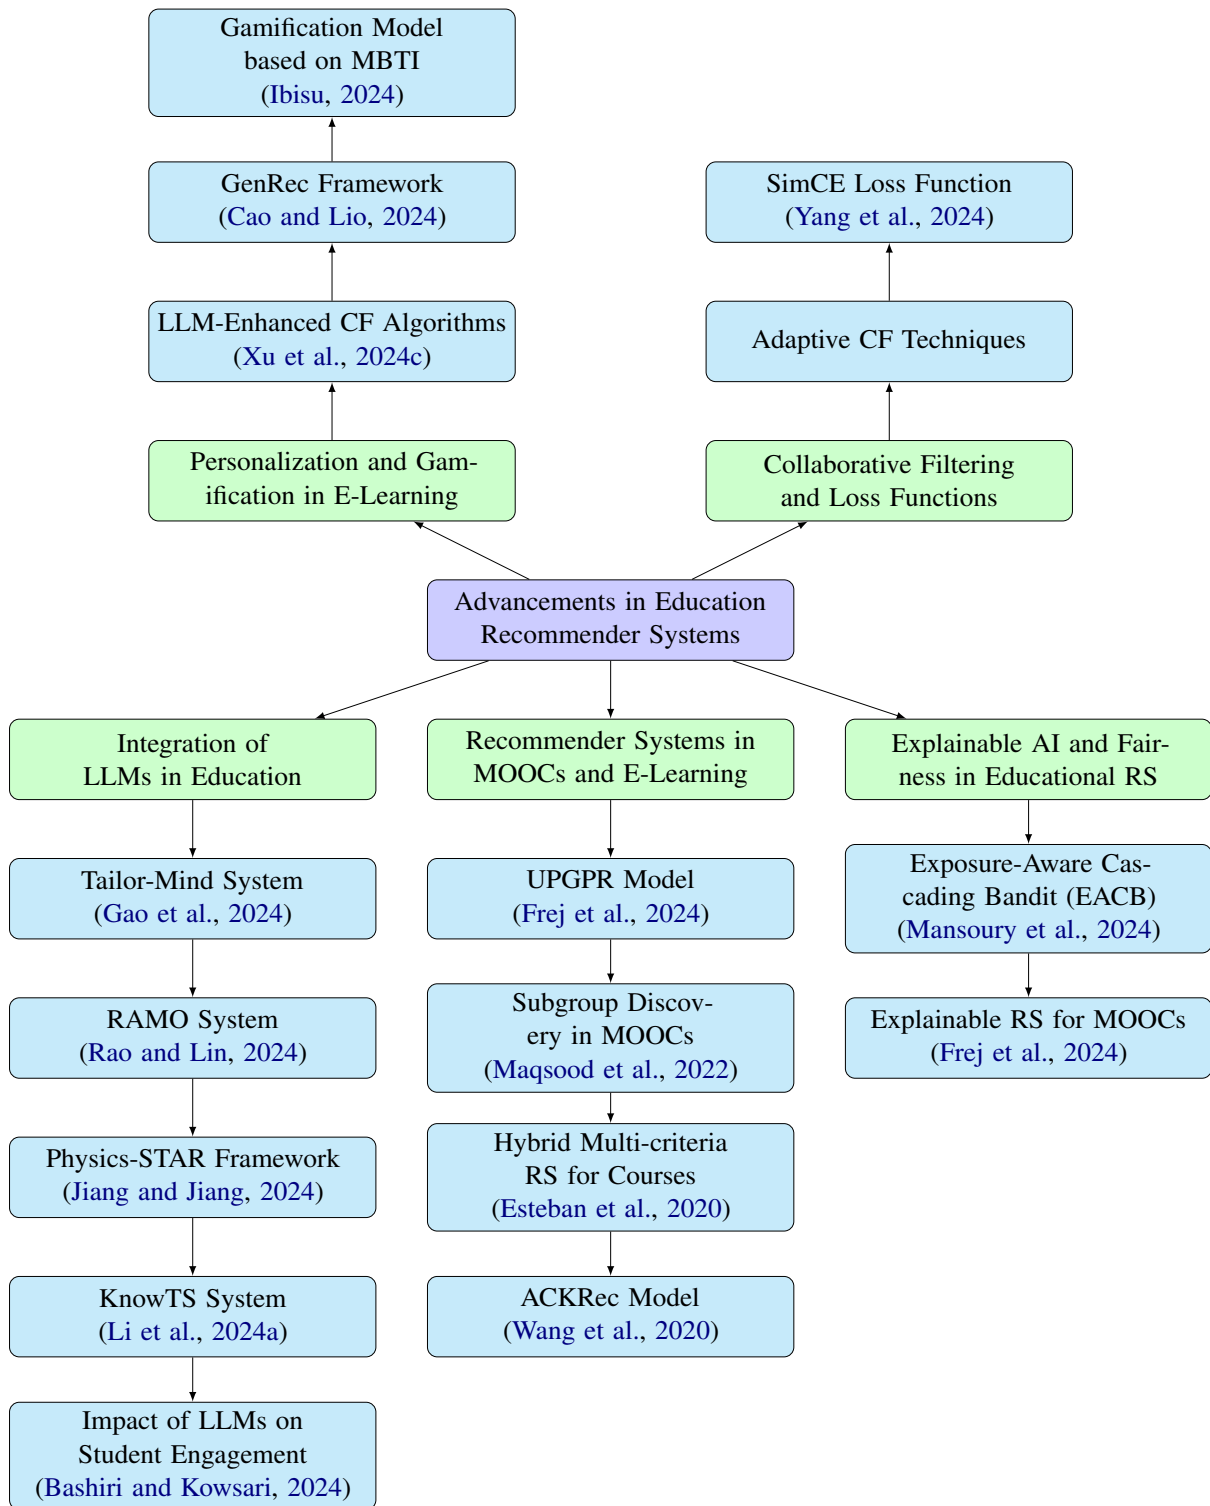 Gamification Model
based on MBTI
(Ibisu, 2024)
GenRec Framework
(Cao and Lio, 2024)
SimCE Loss Function
(Yang et al., 2024)
LLM-Enhanced CF Algorithms
(Xu et al., 2024c)
Adaptive CF Techniques
Personalization and Gam-
ification in E-Learning
Collaborative Filtering
and Loss Functions
Advancements in Education
Recommender Systems
Integration of
LLMs in Education
Recommender Systems in
MOOCs and E-Learning
Explainable AI and Fair-
ness in Educational RS
Tailor-Mind System
(Gao et al., 2024)
UPGPR Model
(Frej et al., 2024)
Exposure-Aware Cas-
cading Bandit (EACB)
(Mansoury et al., 2024)
RAMO System
(Rao and Lin, 2024)
Subgroup Discov-
ery in MOOCs
(Maqsood et al., 2022)
Explainable RS for MOOCs
(Frej et al., 2024)
Physics-STAR Framework
(Jiang and Jiang, 2024)
Hybrid Multi-criteria
RS for Courses
(Esteban et al., 2020)
KnowTS System
(Li et al., 2024a)
ACKRec Model
(Wang et al., 2020)
Impact of LLMs on
Student Engagement
(Bashiri and Kowsari, 2024)